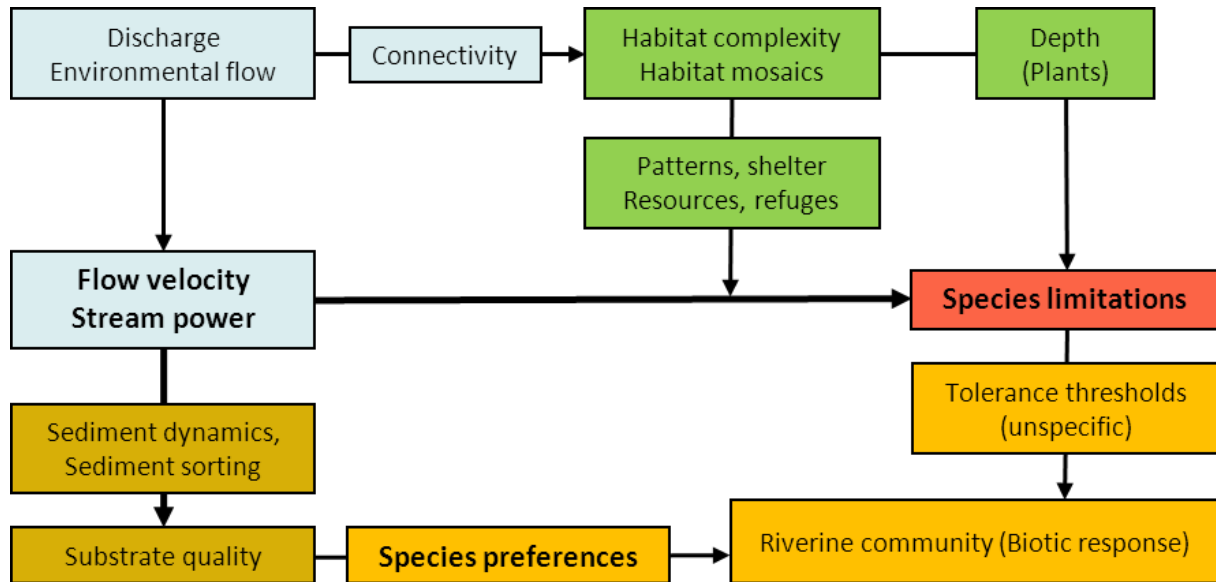 Discharge
Environmental flow
Connectivity
Habitat complexity
Habitat mosaics
Depth
(Plants)
Patterns, shelter
Resources, refuges
Flow velocity
Stream power
Species limitations
Tolerance thresholds
(unspecific)
Sediment dynamics,
Sediment sorting
Substrate quality
Species preferences
Riverine community (Biotic response)